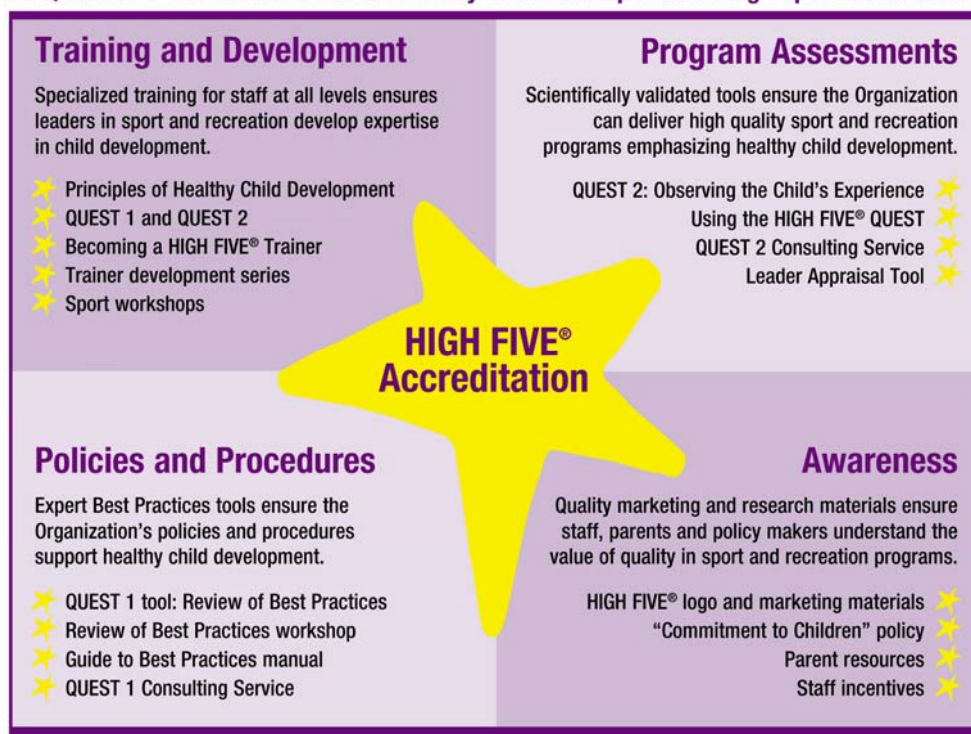 Training and Development
Specialized training for staff at all levels ensures
leaders in sport and recreation develop expertise
in child development.
Principles of Healthy Child Development
QUEST 1 and QUEST 2
Becoming a HIGH FIVE® Trainer
Trainer development series
Sport workshops
Program Assessments
Scientifically validated tools ensure the Organization
can deliver high quality sport and recreation
programs emphasizing healthy child development.
QUEST 2: Observing the Child's Experience
Using the HIGH FIVE® QUEST
QUEST 2 Consulting Service
Leader Appraisal Tool
HIGH FIVE®
Accreditation
Policies and Procedures
Expert Best Practices tools ensure the
Organization's policies and procedures
support healthy child development.
QUEST 1 tool: Review of Best Practices
Review of Best Practices workshop
Guide to Best Practices manual
QUEST 1 Consulting Service
Awareness
Quality marketing and research materials ensure
staff, parents and policy makers understand the
value of quality in sport and recreation programs.
HIGH FIVE® logo and marketing materials
"Commitment to Children" policy
Parent resources
Staff incentives